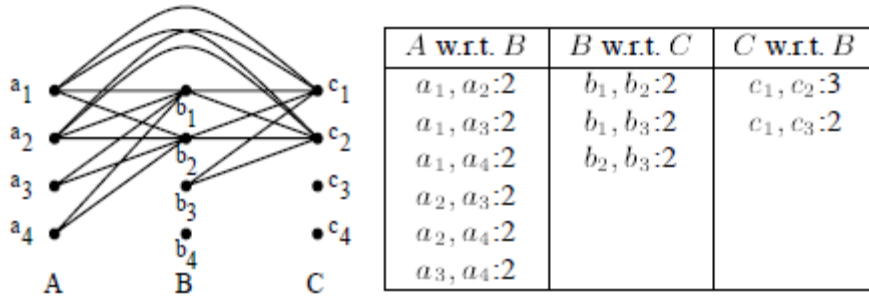 a1 b1 c1
a2 b2 c2
a3 b3 c3
a4 b4 c4
A B C
A w.r.t. B B w.r.t. C C w.r.t. B
a1, a2:2 b1, b2:2 c1, c2:3
a1, a3:2 b1, b3:2 c1, c3:2
a1, a4:2 b2, b3:2
a2, a3:2
a2, a4:2
a3, a4:2